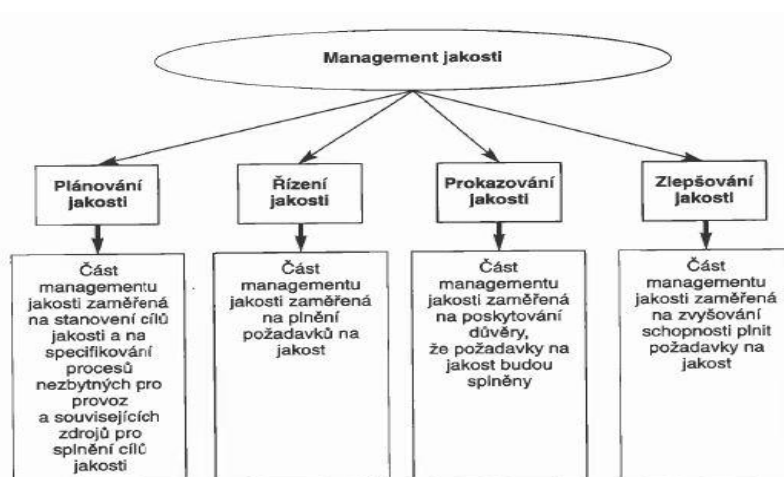 Management jakosti
Plánování
jakosti
Řízení
jakosti
Prokazování
jakosti
Zlepšování
jakosti
Část
managementu
jakosti zaměřená
na stanovení cílů
jakosti a na
specifikování
procesů
nezbytných pro
provoz
a souvisejících
zdrojů pro
splnění cílů
jakosti
Část
managementu
jakosti zaměřená
na plnění
požadavků na
jakost
Část
managementu
jakosti zaměřená
na poskytování
důvěry,
že požadavky na
jakost budou
splněny
Část
managementu
jakosti zaměřená
na zvyšování
schopnosti plnit
požadavky na
jakost